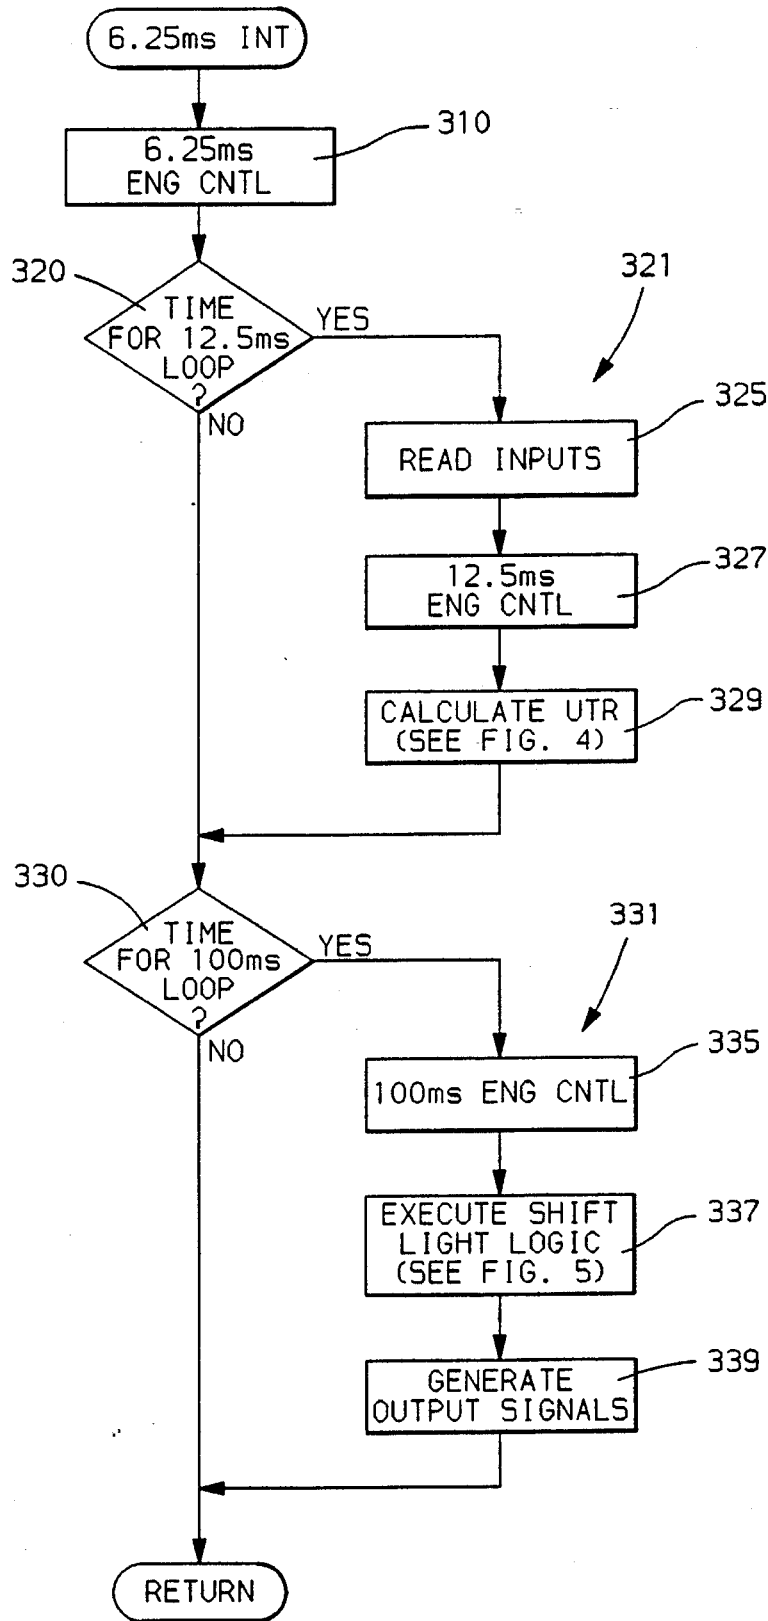 6.25ms INT
310
6.25ms
ENG CNTL
320
TIME
FOR 12.5ms
LOOP
?
YES
NO
321
325
READ INPUTS
327
12.5ms
ENG CNTL
329
CALCULATE UTR
(SEE FIG. 4)
330
TIME
FOR 100ms
LOOP
?
YES
NO
331
335
100ms ENG CNTL
337
EXECUTE SHIFT
LIGHT LOGIC
(SEE FIG. 5)
339
GENERATE
OUTPUT SIGNALS
RETURN